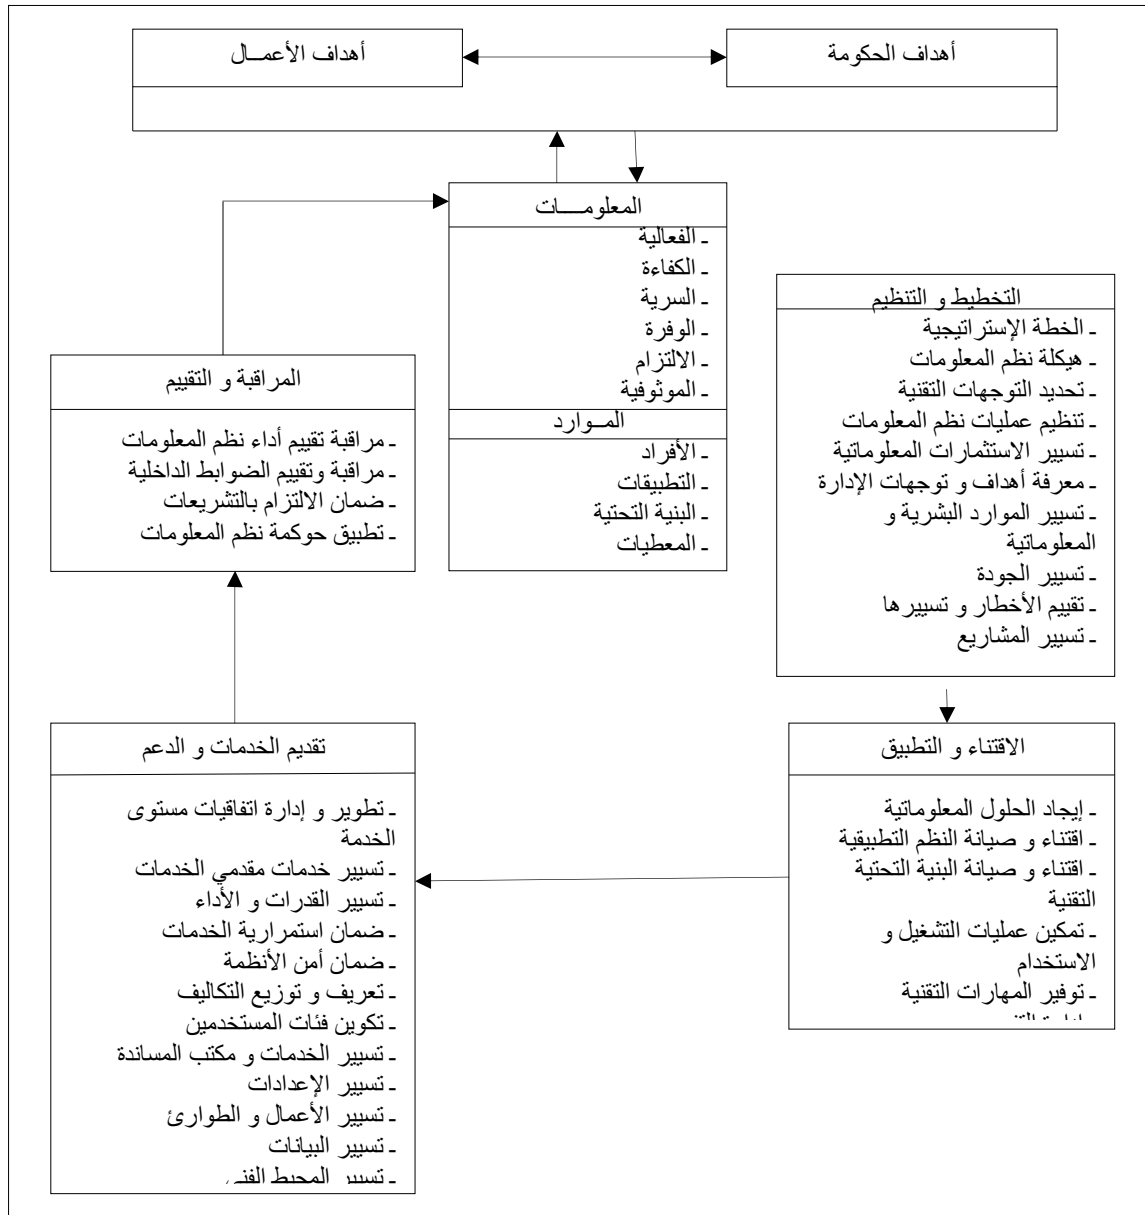 أهداف الحكومة
أهداف الأعمــال
المعلومـــات
ـ الفعالية
ـ الكفاءة
ـ السرية
ـ الوفرة
ـ الالتزام
ـ الموثوفية
المــوارد
ـ الأفراد
ـ التطبيقات
ـ البنية التحتية
ـ المعطيات
التخطيط و التنظيم
ـ الخطة الإستراتيجية
ـ هيكلة نظم المعلومات
ـ تحديد التوجهات التقنية
ـ تنظيم عمليات نظم المعلومات
ـ تسيير الاستثمارات المعلوماتية
ـ معرفة أهداف و توجهات الإدارة
ـ تسيير الموارد البشرية و
المعلوماتية
ـ تسيير الجودة
ـ تقييم الأخطار و تسييرها
ـ تسيير المشاريع
المراقبة و التقييم
ـ مراقبة تقييم أداء نظم المعلومات
ـ مراقبة وتقييم الضوابط الداخلية
ـ ضمان الالتزام بالتشريعات
ـ تطبيق حوكمة نظم المعلومات
الاقتناء و التطبيق
ـ إيجاد الحلول المعلوماتية
ـ اقتناء و صيانة النظم التطبيقية
ـ اقتناء و صيانة البنية التحتية
التقنية
ـ تمكين عمليات التشغيل و
الاستخدام
ـ توفير المهارات التقنية
تقديم الخدمات و الدعم
ـ تطوير و إدارة اتفاقيات مستوى
الخدمة
ـ تسيير خدمات مقدمي الخدمات
ـ تسيير القدرات و الأداء
ـ ضمان استمرارية الخدمات
ـ ضمان أمن الأنظمة
ـ تعريف و توزيع التكاليف
ـ تكوين فئات المستخدمين
ـ تسيير الخدمات و مكتب المساندة
ـ تسيير الإعدادات
ـ تسيير الأعمال و الطوارئ
ـ تسيير البيانات
ـ تسيير المحيط الفني